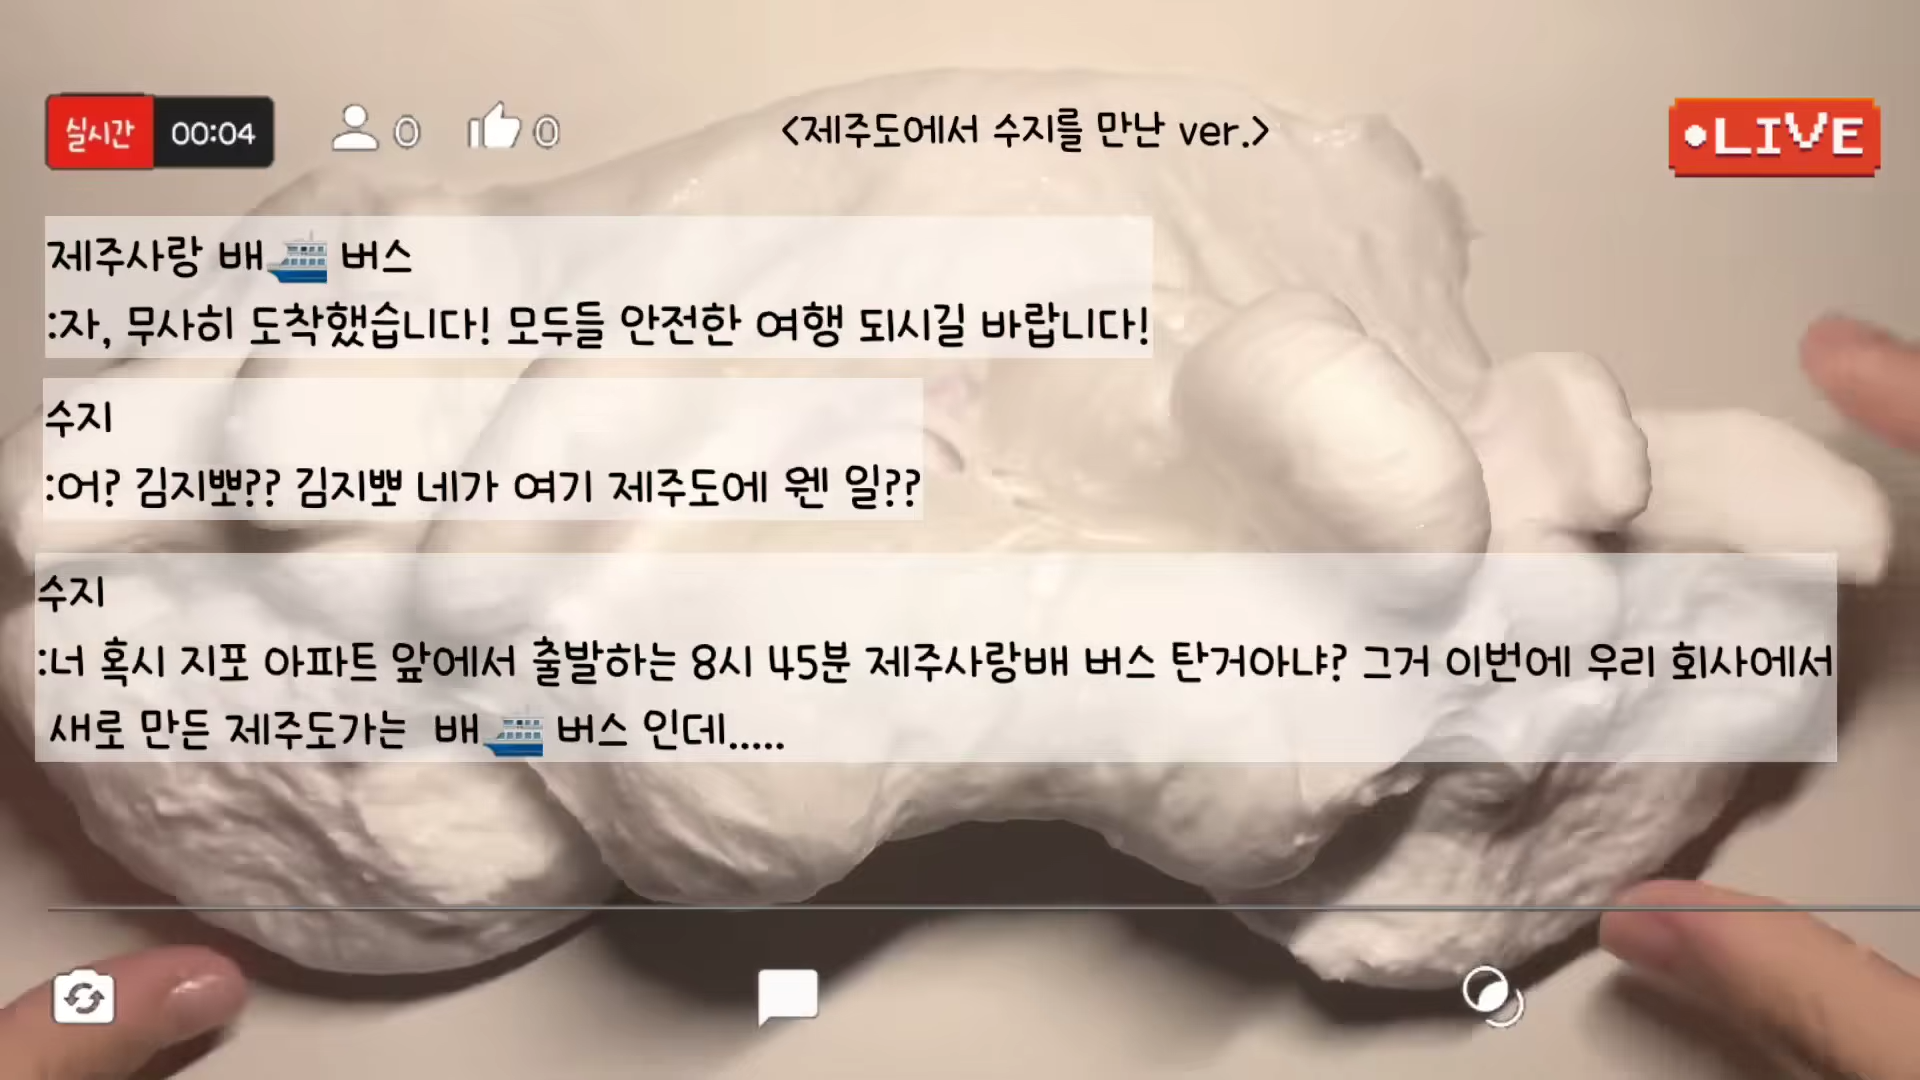 실시간 00:04 0 0 <제주도에서 수지를 만난 ver.> LIVE
제주사랑 배🛳 버스
:자, 무사히 도착했습니다! 모두들 안전한 여행 되시길 바랍니다!
수지
:어? 김지뽀?? 김지뽀 네가 여기 제주도에 웬 일??
수지
:너 혹시 지포 아파트 앞에서 출발하는 8시 45분 제주사랑배 버스 탄거아냐? 그거 이번에 우리 회사에서
새로 만든 제주도가는 배🛳 버스 인데.....